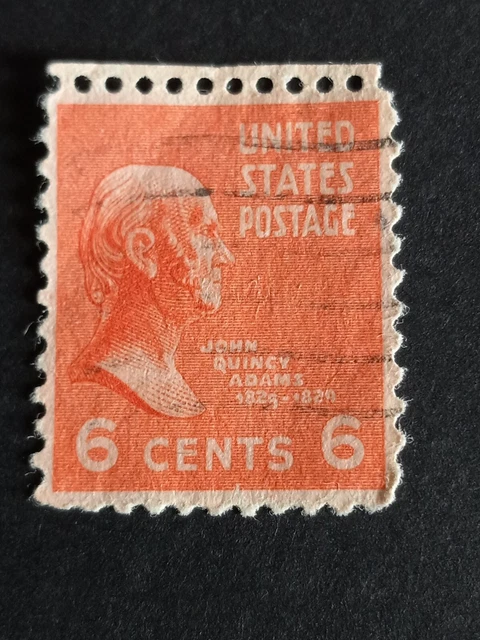 UNITED
STATES
POSTAGE
JOHN
QUINCY
ADAMS
1825-1829
6 CENTS 6